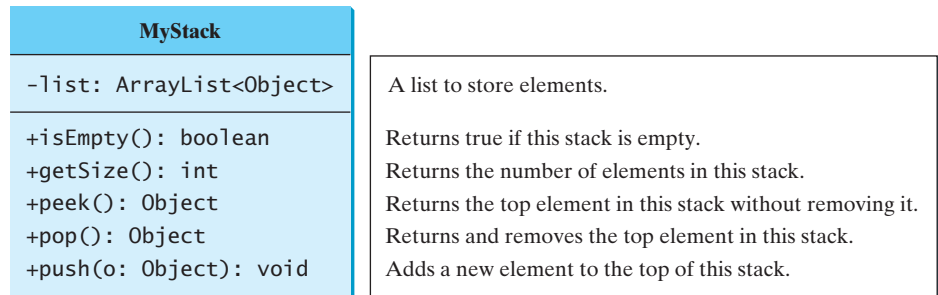 MyStack
-list: ArrayList<Object>
A list to store elements.
+isEmpty(): boolean
Returns true if this stack is empty.
+getSize(): int
Returns the number of elements in this stack.
+peek(): Object
Returns the top element in this stack without removing it.
+pop(): Object
Returns and removes the top element in this stack.
+push(o: Object): void
Adds a new element to the top of this stack.